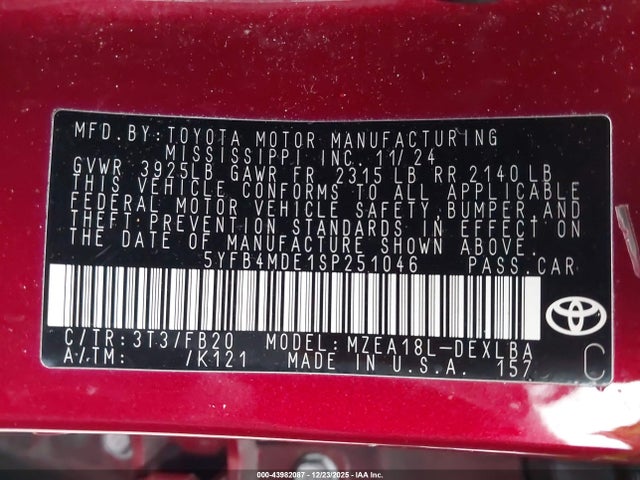 MFD.BY:TOYOTA MOTOR MANUFACTURING
MISSISSIPPI INC.11/24
GVWR 3925LB GAWR FR 2315 LB RR 2140 LB
THIS VEHICLE CONFORMS TO ALL APPLICABLE
FEDERAL MOTOR VEHICLE SAFETY,BUMPER,AND
THEFT PREVENTION STANDARDS IN EFFECT ON
THE DATE OF MANUFACTURE SHOWN ABOVE.
5YFB4MDE1SP251046 PASS.CAR
C/TR:3T3/FB20 MODEL:MZEA18L-DEXLBA
A/TM: /K121 MADE IN U.S.A. 157
C
000-43982087 - 12/23/2025 - IAA Inc.